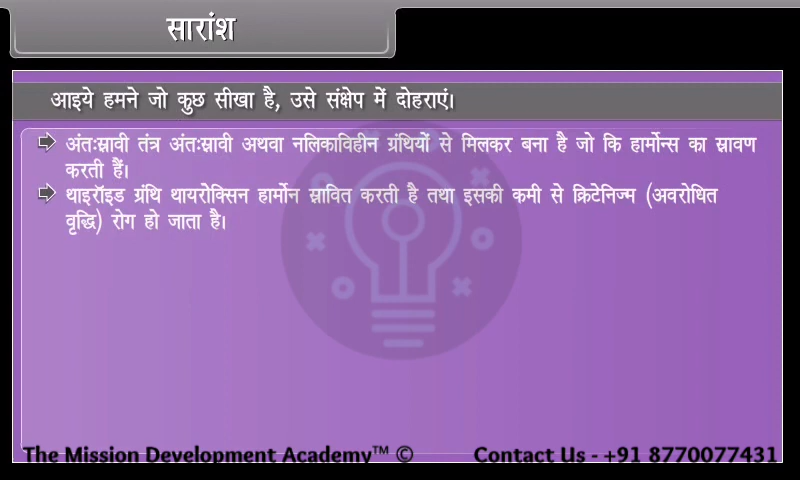 सारांश
आइये हमने जो कुछ सीखा है, उसे संक्षेप में दोहराएं।
अंतःस्रावी तंत्र अंतःस्रावी अथवा नलिकाविहीन ग्रंथियों से मिलकर बना है जो कि हार्मोन्स का स्रावण
करती हैं।
थाइरॉइड ग्रंथि थायरोक्सिन हार्मोन स्रावित करती है तथा इसकी कमी से क्रिटेनिज्म (अवरोधित
वृद्धि) रोग हो जाता है।
The Mission Development Academy™ © Contact Us - +91 8770077431